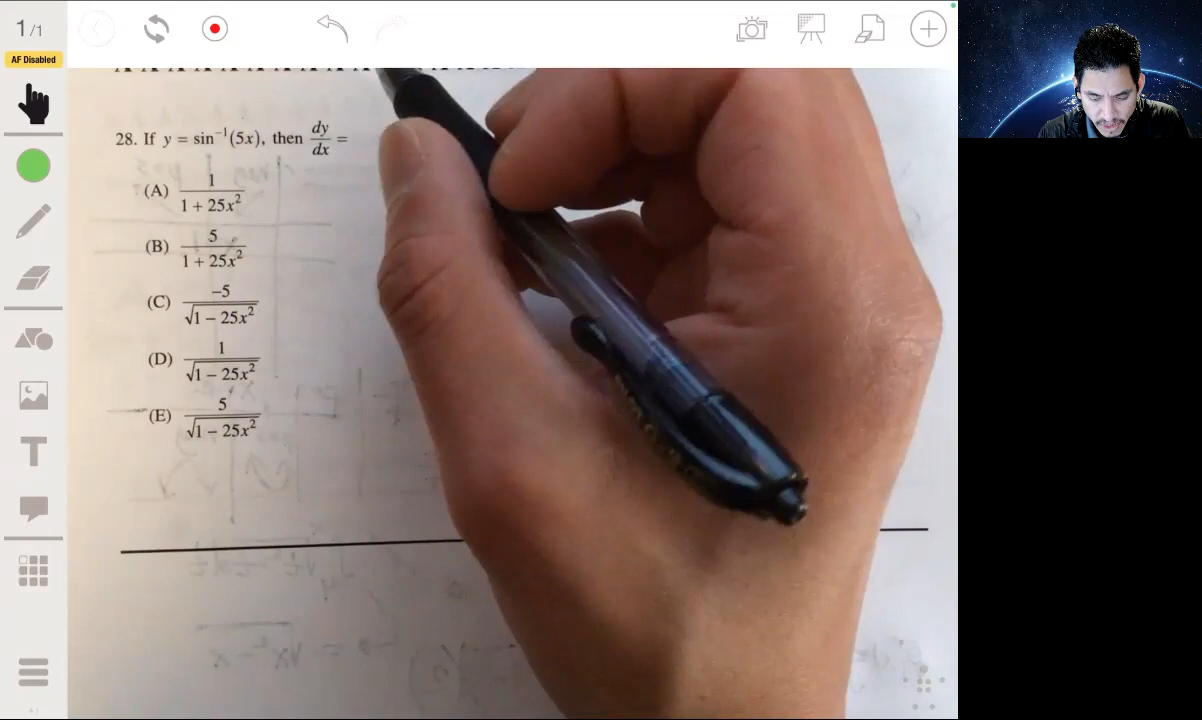 1/1
AF Disabled
28. If y = sin⁻¹(5x), then dy/dx =
(A) 1/(1 + 25x²)
(B) 5/(1 + 25x²)
(C) −5/√(1 − 25x²)
(D) 1/√(1 − 25x²)
(E) 5/√(1 − 25x²)
T